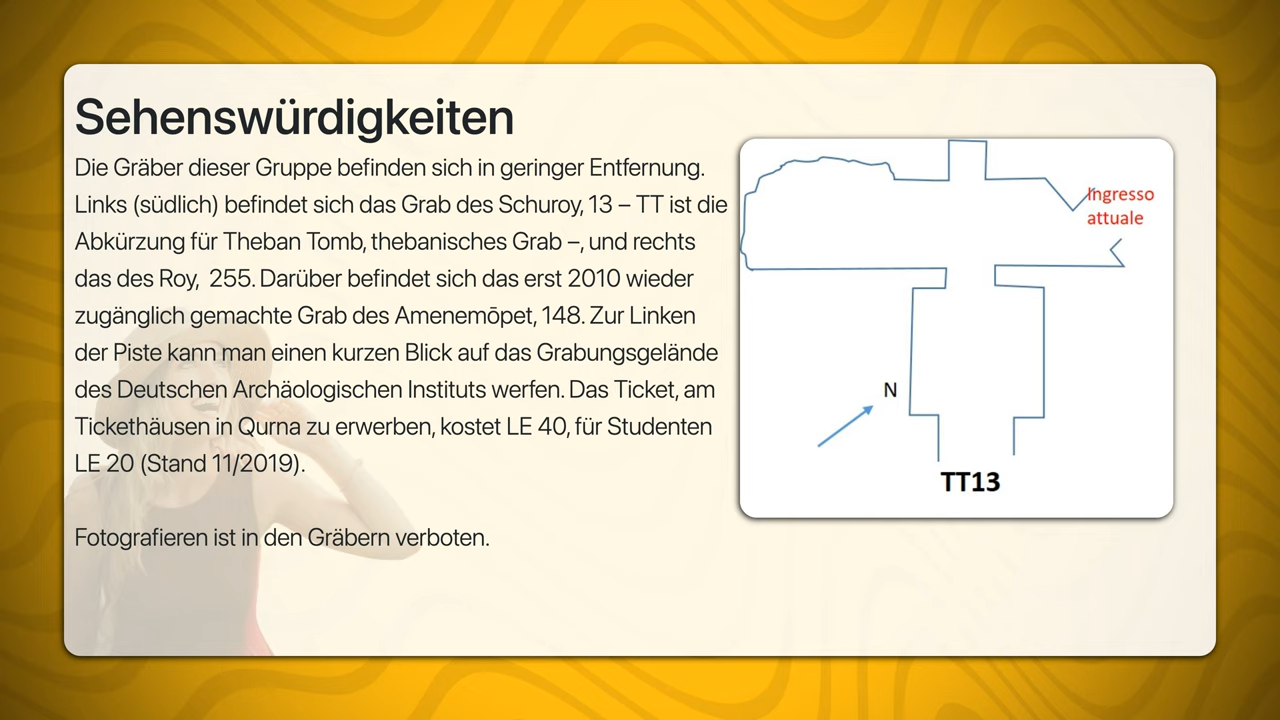 Sehenswürdigkeiten
Die Gräber dieser Gruppe befinden sich in geringer Entfernung.
Links (südlich) befindet sich das Grab des Schuroy, 13 – TT ist die
Abkürzung für Theban Tomb, thebanisches Grab –, und rechts
das des Roy,  255. Darüber befindet sich das erst 2010 wieder
zugänglich gemachte Grab des Amenemōpet, 148. Zur Linken
der Piste kann man einen kurzen Blick auf das Grabungsgelände
des Deutschen Archäologischen Instituts werfen. Das Ticket, am
Tickethäusen in Qurna zu erwerben, kostet LE 40, für Studenten
LE 20 (Stand 11/2019).
Fotografieren ist in den Gräbern verboten.
Ingresso
attuale
N
TT13